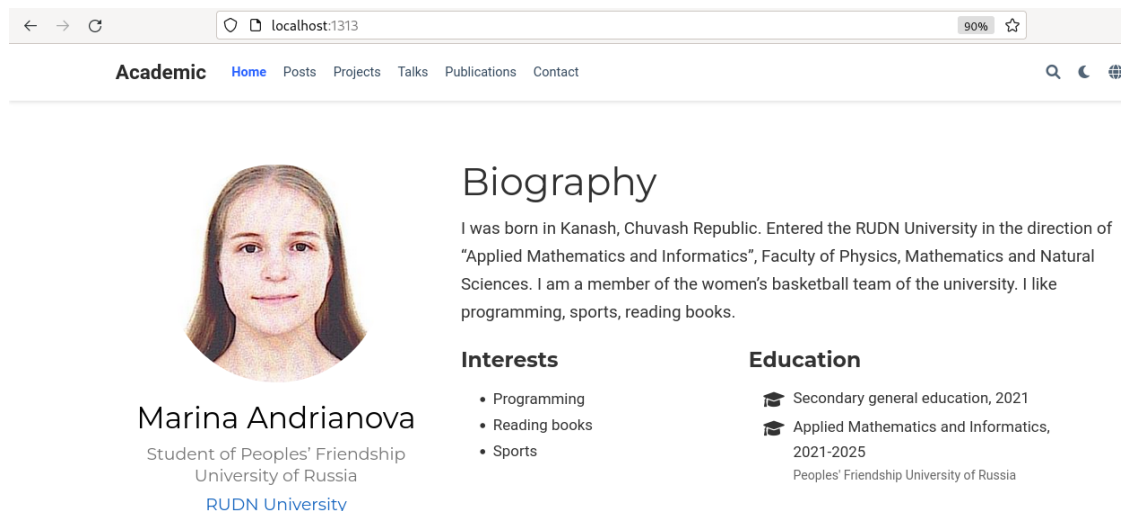 localhost:1313
90%
Academic Home Posts Projects Talks Publications Contact
Biography
I was born in Kanash, Chuvash Republic. Entered the RUDN University in the direction of
“Applied Mathematics and Informatics”, Faculty of Physics, Mathematics and Natural
Sciences. I am a member of the women’s basketball team of the university. I like
programming, sports, reading books.
Marina Andrianova
Student of Peoples’ Friendship
University of Russia
RUDN University
Interests
Programming
Reading books
Sports
Education
Secondary general education, 2021
Applied Mathematics and Informatics,
2021-2025
Peoples' Friendship University of Russia